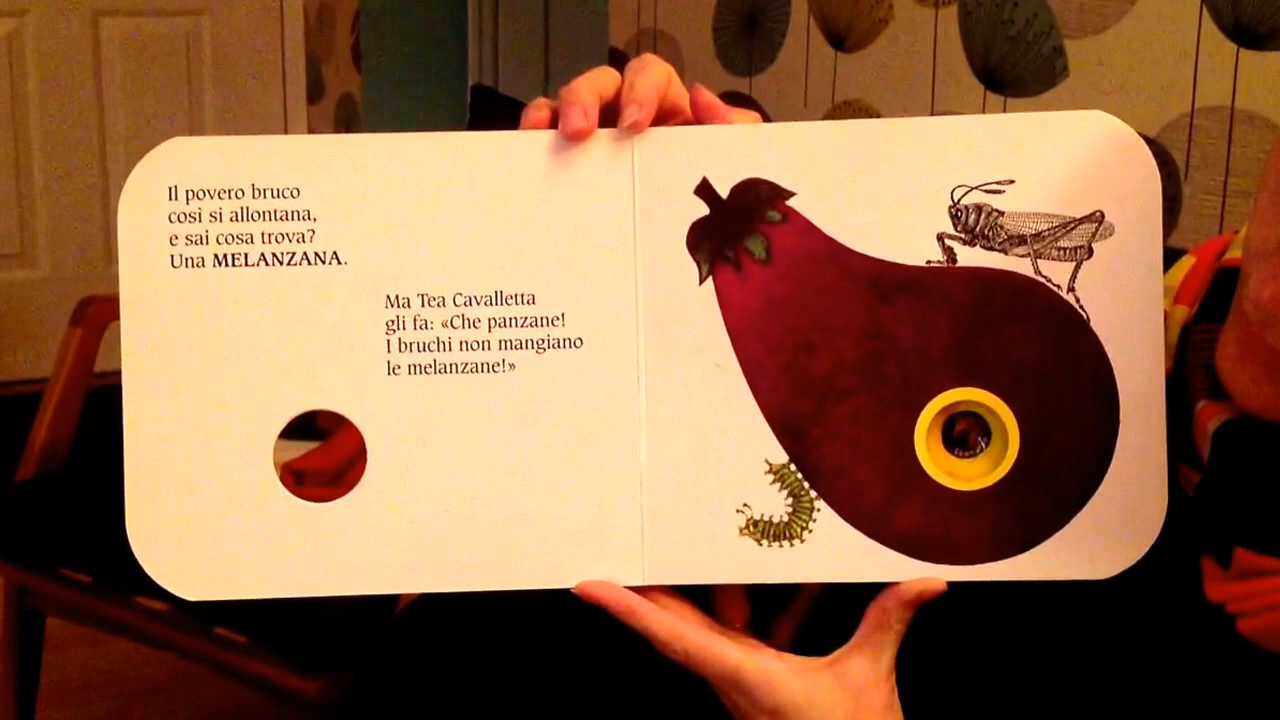 Il povero bruco
così si allontana,
e sai cosa trova?
Una MELANZANA.
Ma Tea Cavalletta
gli fa: «Che panzane!
I bruchi non mangiano
le melanzane!»